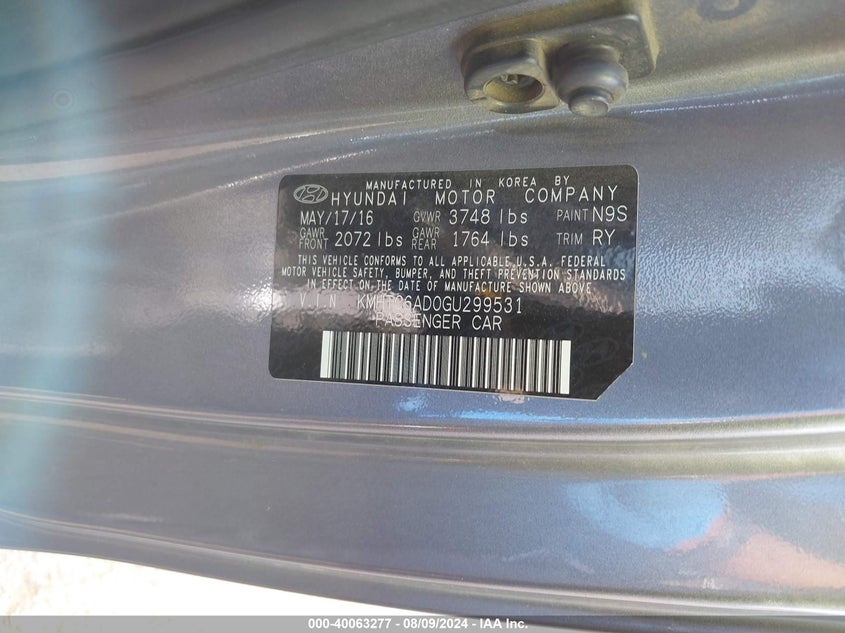 MANUFACTURED IN KOREA BY
HYUNDAI MOTOR COMPANY
MAY/17/16 GVWR 3748 lbs PAINT N9S
GAWR FRONT 2072 lbs GAWR REAR 1764 lbs TRIM RY
THIS VEHICLE CONFORMS TO ALL APPLICABLE U.S.A. FEDERAL
MOTOR VEHICLE SAFETY, BUMPER, AND THEFT PREVENTION STANDARDS
IN EFFECT ON THE DATE OF MANUFACTURE SHOWN ABOVE.
V.I.N KMHTC6AD0GU299531
PASSENGER CAR
000-40063277 - 08/09/2024 - IAA Inc.